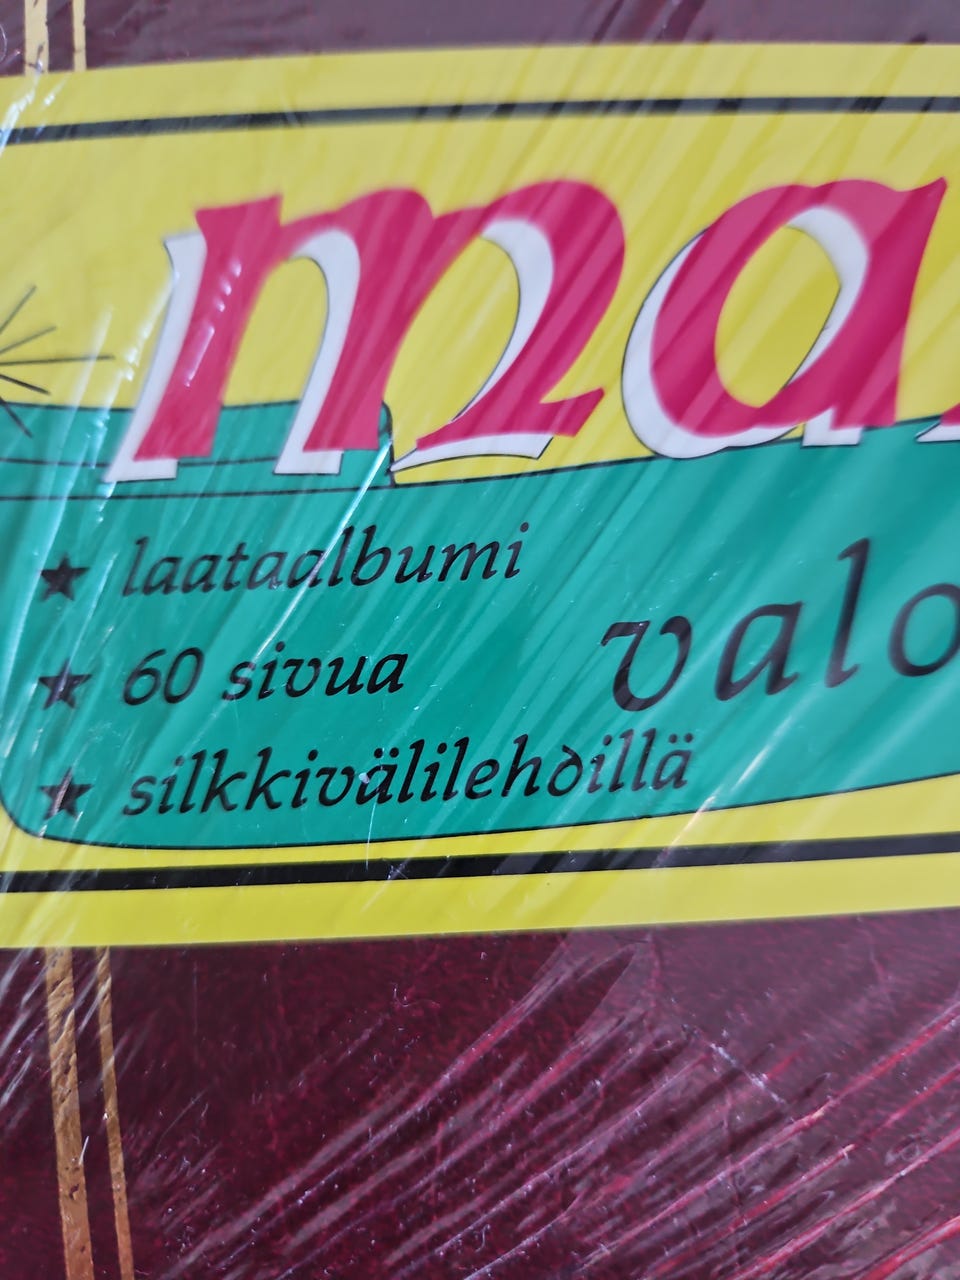 ma
★ laataalbumi
★ 60 sivua
valo
★ silkkivälilehdillä